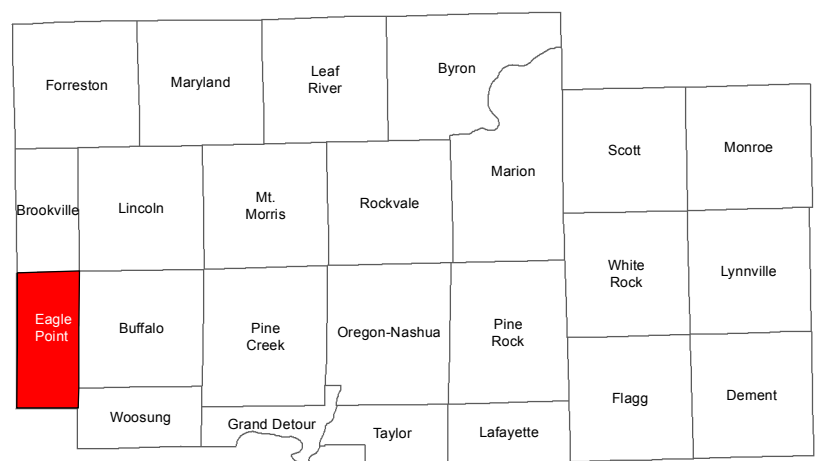 Forreston
Maryland
Leaf
River
Byron
Scott
Monroe
Brookville
Lincoln
Mt.
Morris
Rockvale
Marion
White
Rock
Lynnville
Eagle
Point
Buffalo
Pine
Creek
Oregon-Nashua
Pine
Rock
Flagg
Dement
Woosung
Grand Detour
Taylor
Lafayette